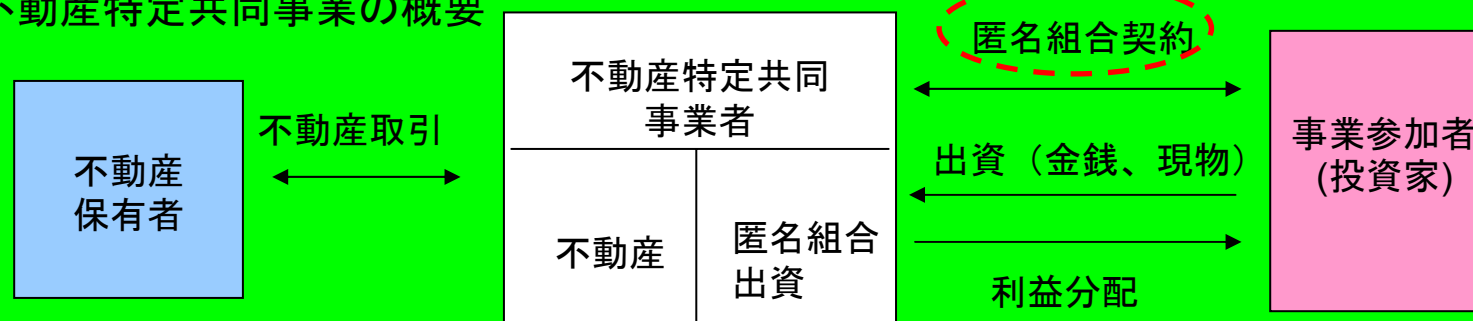 不動産特定共同事業の概要
不動産
保有者
不動産取引
不動産特定共同
事業者
不動産
匿名組合
出資
匿名組合契約
出資（金銭、現物）
利益分配
事業参加者
(投資家)